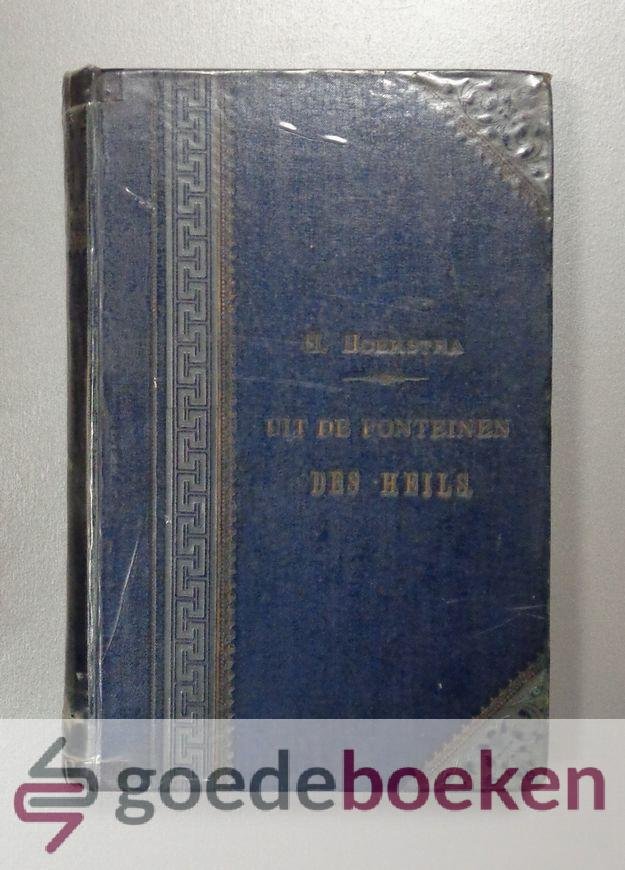 H. HOEKSTRA
UIT DE FONTEINEN
DES HEILS.
goedeboeken